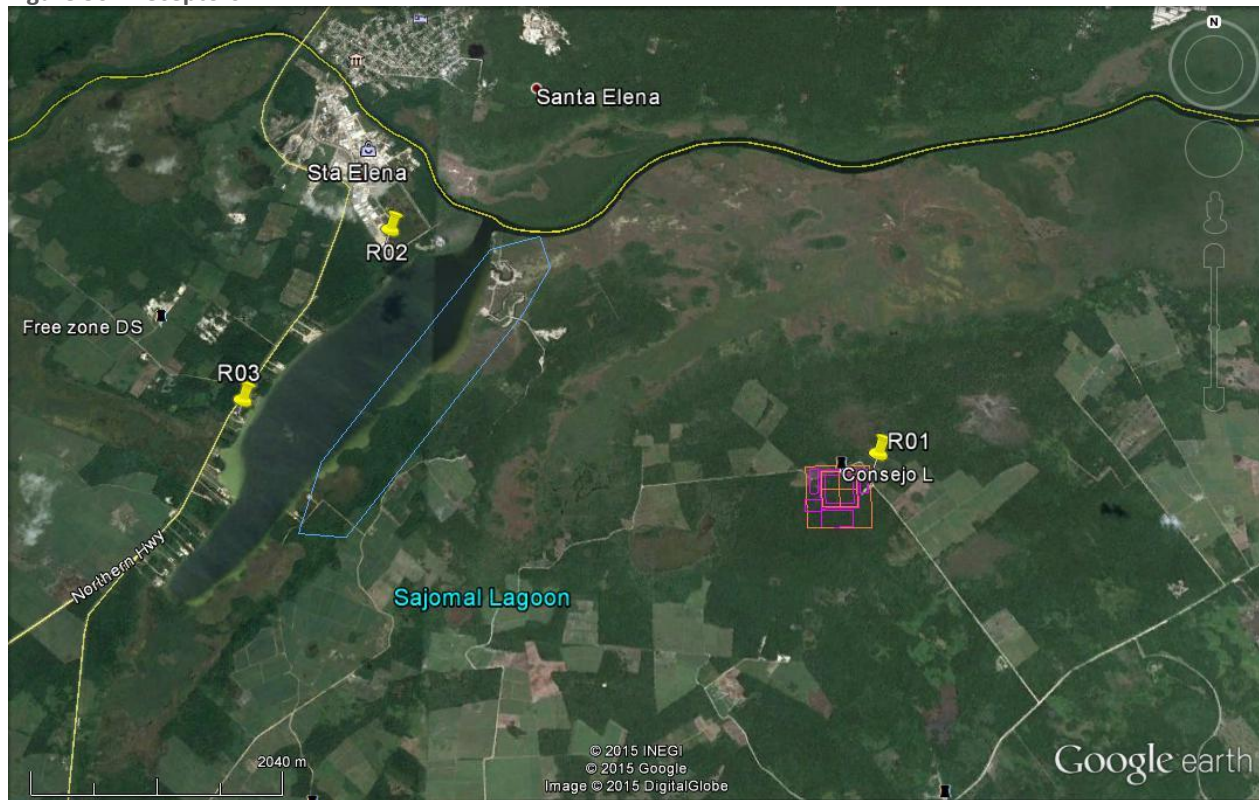 N
Santa Elena
Sta Elena
R02
Free zone DS
R03
R01
Consejo L
Northern Hwy
Sajomal Lagoon
2040 m
© 2015 INEGI
© 2015 Google
Image © 2015 DigitalGlobe
Google earth